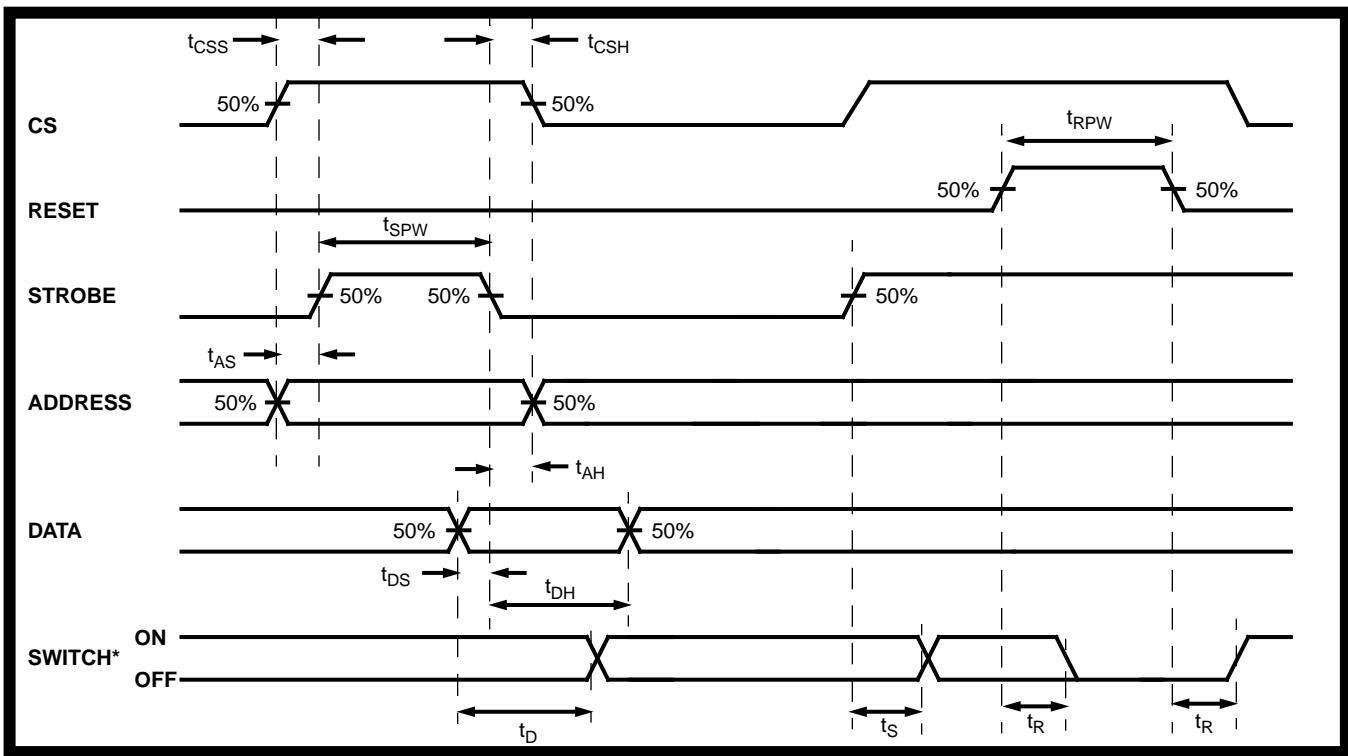 tCSS
tCSH
50%
50%
CS
tRPW
50%
50%
RESET
tSPW
STROBE
50%
50%
50%
tAS
ADDRESS
50%
50%
tAH
DATA
50%
50%
tDS
tDH
ON
SWITCH*
OFF
tD
tS
tR
tR